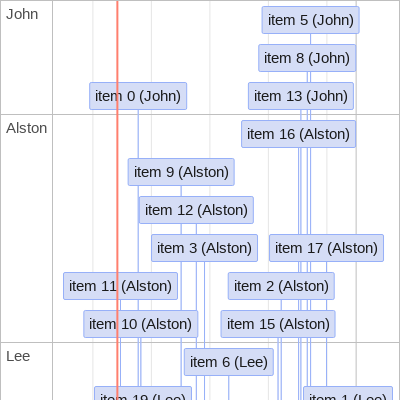 John
item 5 (John)
item 8 (John)
item 0 (John)
item 13 (John)
Alston
item 16 (Alston)
item 9 (Alston)
item 12 (Alston)
item 3 (Alston)
item 17 (Alston)
item 11 (Alston)
item 2 (Alston)
item 10 (Alston)
item 15 (Alston)
Lee
item 6 (Lee)
item 19 (Lee)
item 1 (Lee)